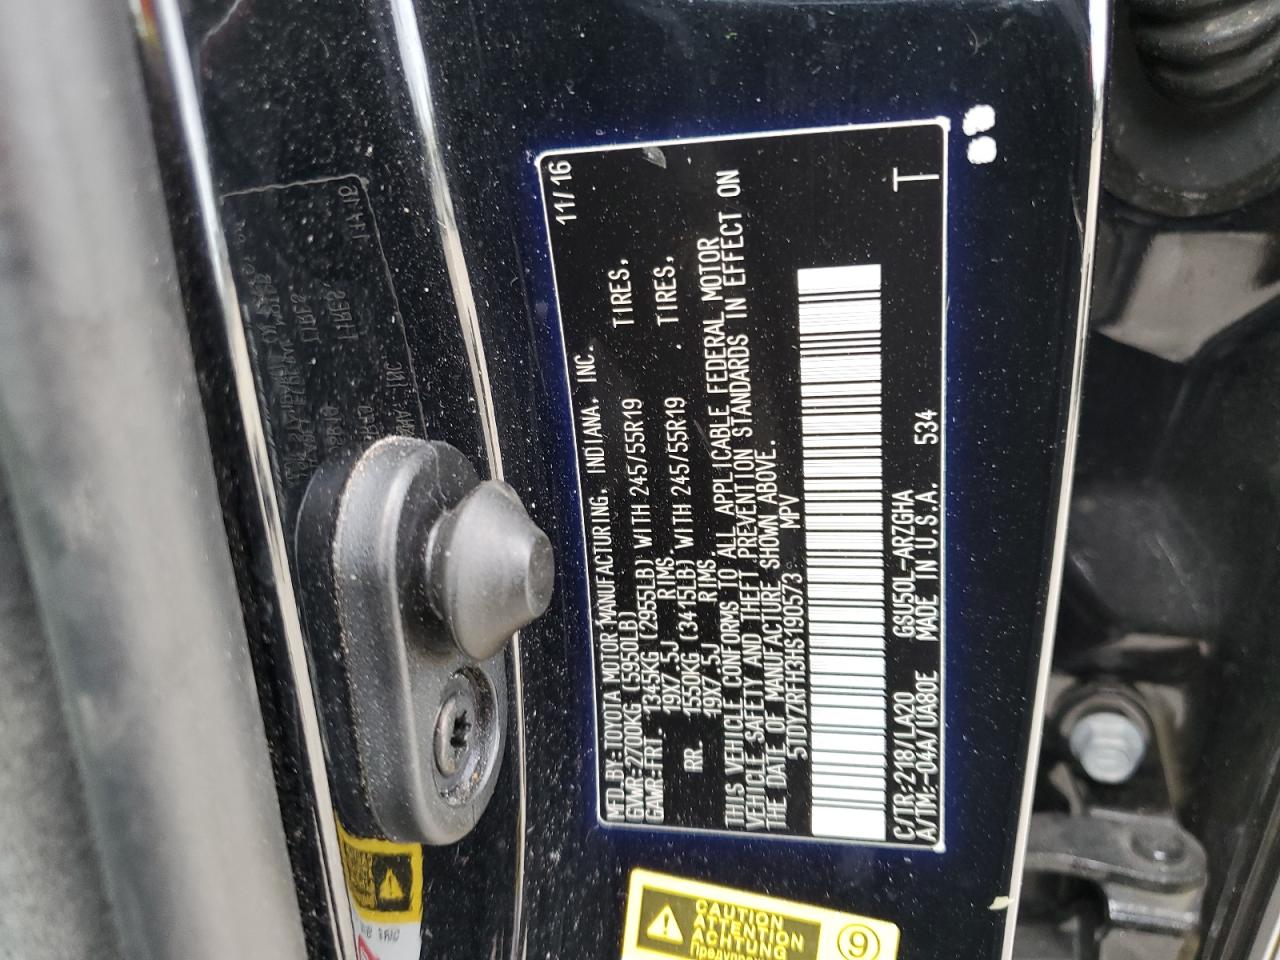 MFD.BY:TOYOTA MOTOR MANUFACTURING, INDIANA, INC. 11/16
GVWR:2700KG (5950LB)
GAWR:FRT. 1345KG (2955LB) WITH 245/55R19 TIRES,
19X7.5J RIMS.
RR. 1550KG (3415LB) WITH 245/55R19 TIRES,
19X7.5J RIMS.
THIS VEHICLE CONFORMS TO ALL APPLICABLE FEDERAL MOTOR
VEHICLE SAFETY AND THEFT PREVENTION STANDARDS IN EFFECT ON
THE DATE OF MANUFACTURE SHOWN ABOVE.
5TDYZRFH3HS190573 MPV
C/TR:218/LA20 GSU50L-ARZGHA T
A/TM:-04A/UA80E MADE IN U.S.A. 534
CAUTION
ATTENTION
ACHTUNG
9